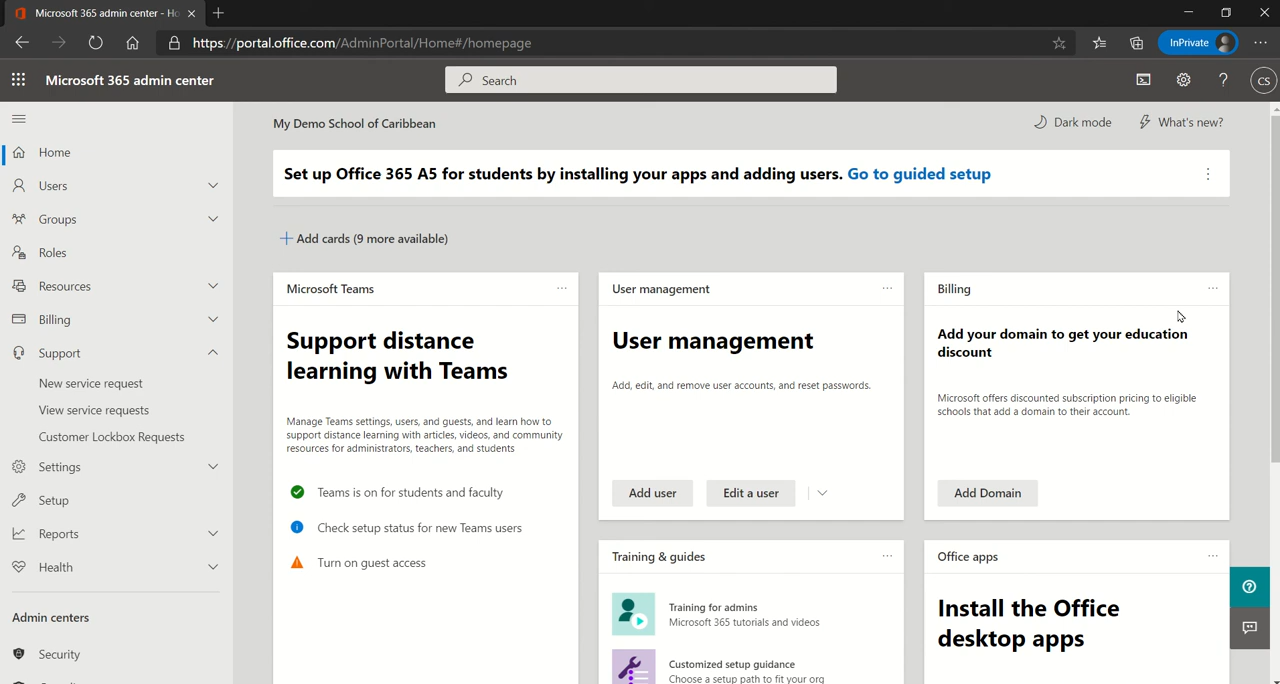 Microsoft 365 admin center - Ho
https://portal.office.com/AdminPortal/Home#/homepage
InPrivate
Microsoft 365 admin center
Search
?
CS
My Demo School of Caribbean
Dark mode
What's new?
Home
Users
Groups
Roles
Resources
Billing
Support
New service request
View service requests
Customer Lockbox Requests
Settings
Setup
Reports
Health
Admin centers
Security
Set up Office 365 A5 for students by installing your apps and adding users. Go to guided setup
Add cards (9 more available)
Microsoft Teams
Support distance
learning with Teams
Manage Teams settings, users, and guests, and learn how to
support distance learning with articles, videos, and community
resources for administrators, teachers, and students
Teams is on for students and faculty
Check setup status for new Teams users
Turn on guest access
User management
User management
Add, edit, and remove user accounts, and reset passwords.
Add user
Edit a user
Billing
Add your domain to get your education
discount
Microsoft offers discounted subscription pricing to eligible
schools that add a domain to their account.
Add Domain
Training & guides
Training for admins
Microsoft 365 tutorials and videos
Customized setup guidance
Choose a setup path to fit your org
Office apps
Install the Office
desktop apps